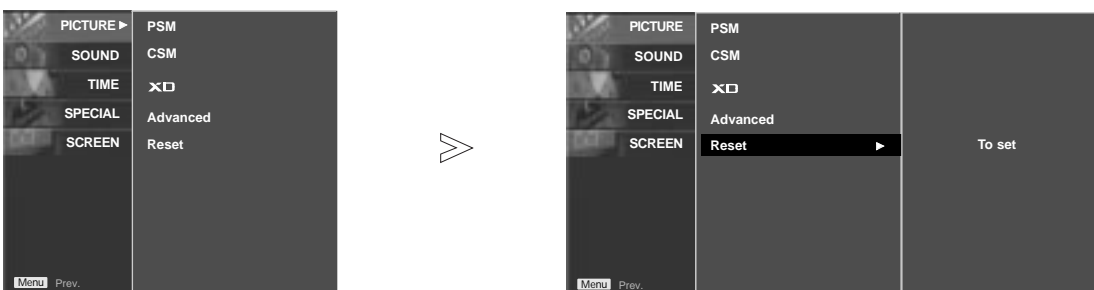 PICTURE ► PSM
SOUND CSM
TIME XD
SPECIAL Advanced
SCREEN Reset
Menu Prev.
PICTURE PSM
SOUND CSM
TIME XD
SPECIAL Advanced
SCREEN Reset ► To set
Menu Prev.